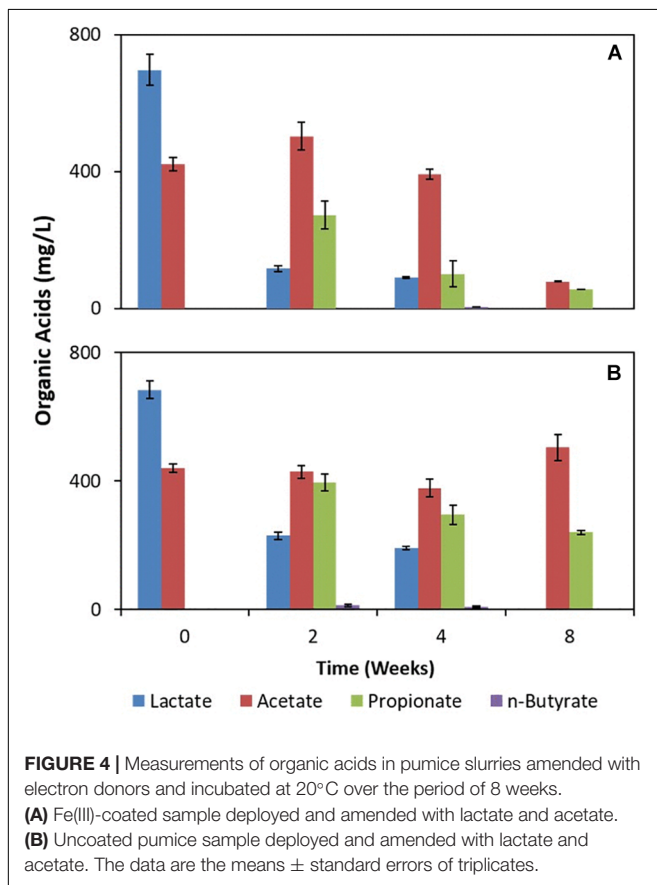 800
A
400
0
Organic Acids (mg/L)
800
B
400
0
0 2 4 8
Time (Weeks)
Lactate Acetate Propionate n-Butyrate
FIGURE 4 | Measurements of organic acids in pumice slurries amended with
electron donors and incubated at 20°C over the period of 8 weeks.
(A) Fe(III)-coated sample deployed and amended with lactate and acetate.
(B) Uncoated pumice sample deployed and amended with lactate and
acetate. The data are the means ± standard errors of triplicates.